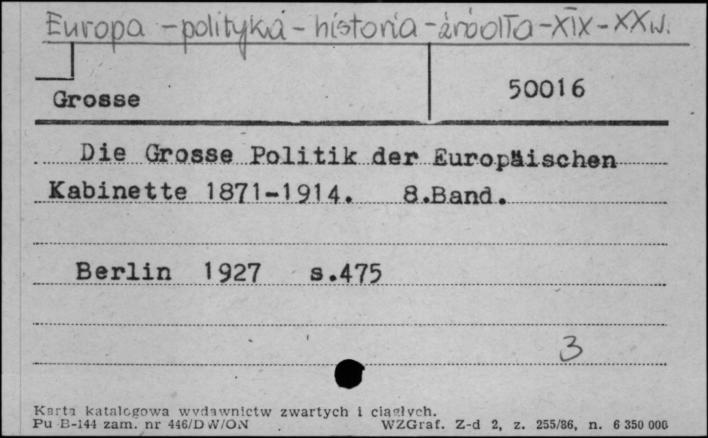 Europa - polityka - historia - źródła - XIX - XX w.
Grosse
50016
Die Grosse Politik der Europäischen
Kabinette 1871-1914. 8.Band.
Berlin 1927 s.475
3
Karta katalogowa wydawnictw zwartych i ciągłych.
Pu B-144 zam. nr 446/DW/ON WZGraf. Z-d 2, z. 255/86, n. 6 350 000